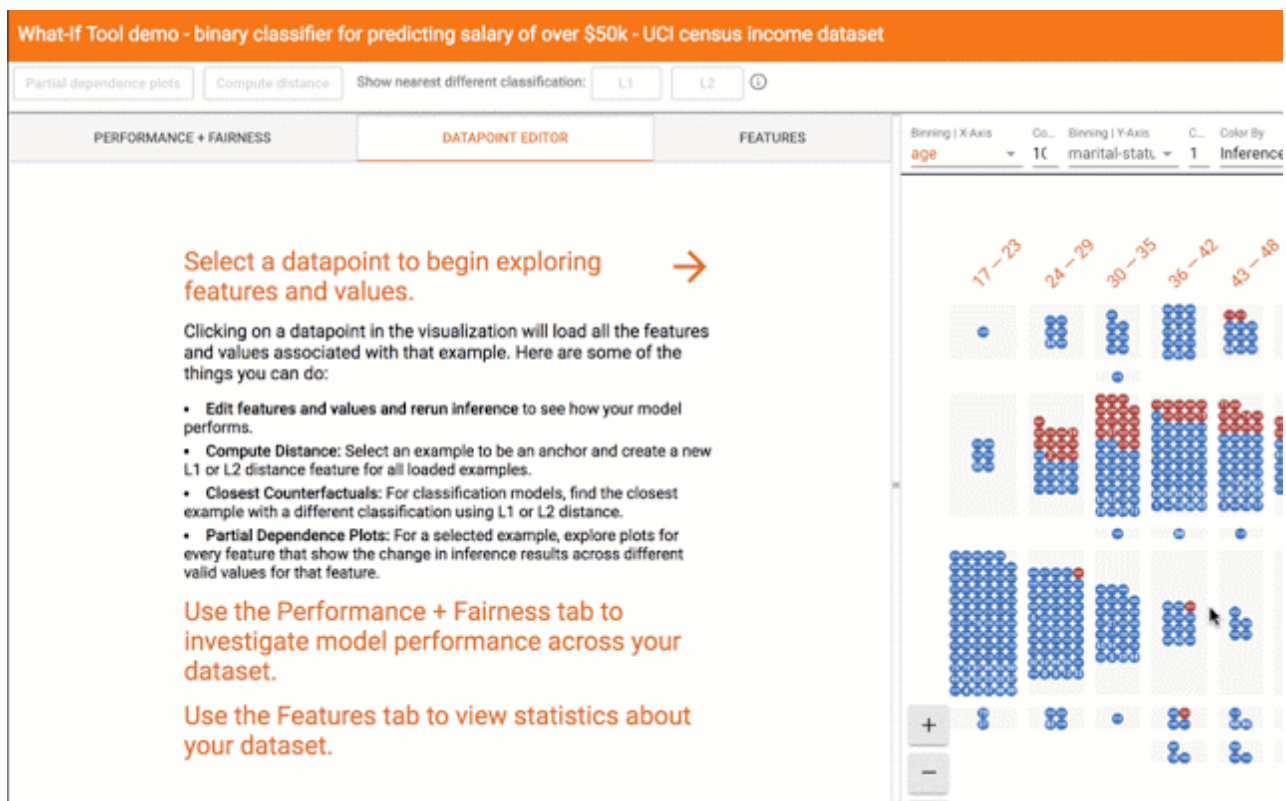 What-If Tool demo - binary classifier for predicting salary of over $50k - UCI census income dataset
Partial dependence plots
Compute distance
Show nearest different classification:
L1
L2
PERFORMANCE + FAIRNESS
DATAPOINT EDITOR
FEATURES
Binning | X-Axis
Co...
Binning | Y-Axis
C...
Color By
age
10
marital-statu
1
Inference
Select a datapoint to begin exploring
features and values.
Clicking on a datapoint in the visualization will load all the features
and values associated with that example. Here are some of the
things you can do:
• Edit features and values and rerun inference to see how your model
performs.
• Compute Distance: Select an example to be an anchor and create a new
L1 or L2 distance feature for all loaded examples.
• Closest Counterfactuals: For classification models, find the closest
example with a different classification using L1 or L2 distance.
• Partial Dependence Plots: For a selected example, explore plots for
every feature that show the change in inference results across different
valid values for that feature.
Use the Performance + Fairness tab to
investigate model performance across your
dataset.
Use the Features tab to view statistics about
your dataset.
17 – 23
24 – 29
30 – 35
36 – 42
43 – 48